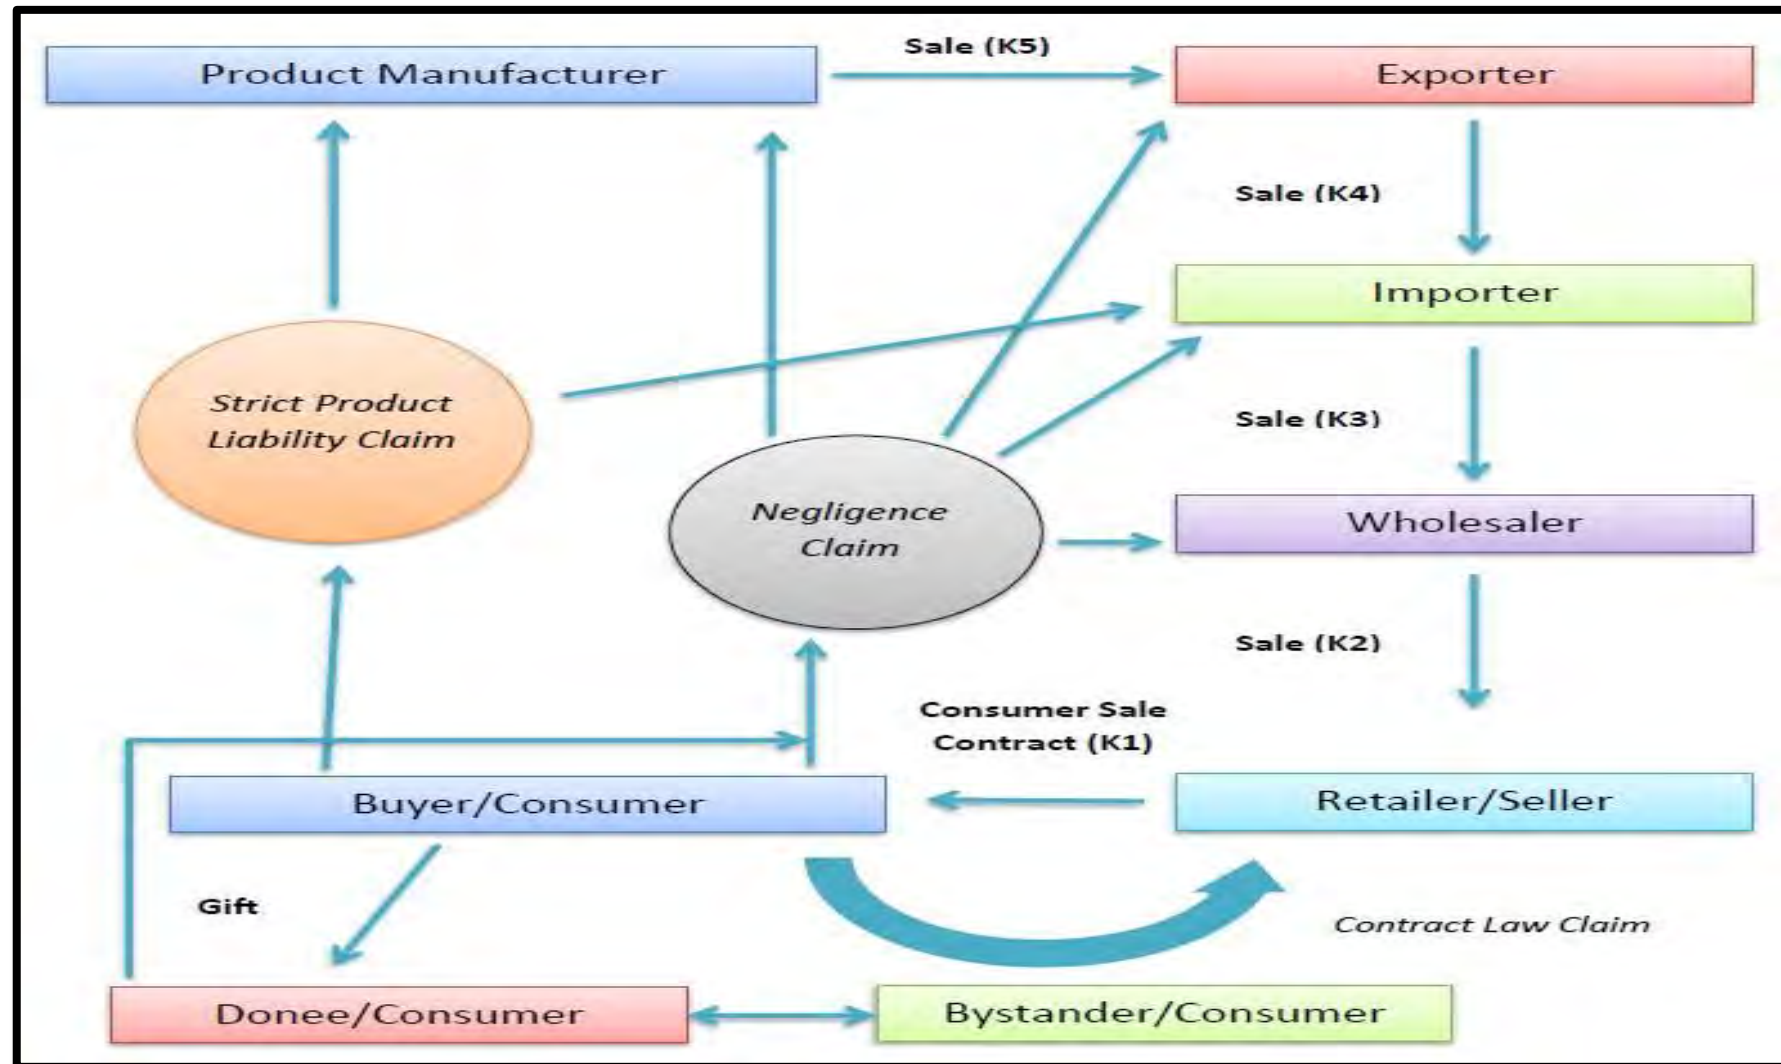 Sale (K5)
Product Manufacturer
Exporter
Sale (K4)
Importer
Strict Product
Liability Claim
Sale (K3)
Negligence
Claim
Wholesaler
Sale (K2)
Consumer Sale
Contract (K1)
Buyer/Consumer
Retailer/Seller
Gift
Contract Law Claim
Donee/Consumer
Bystander/Consumer